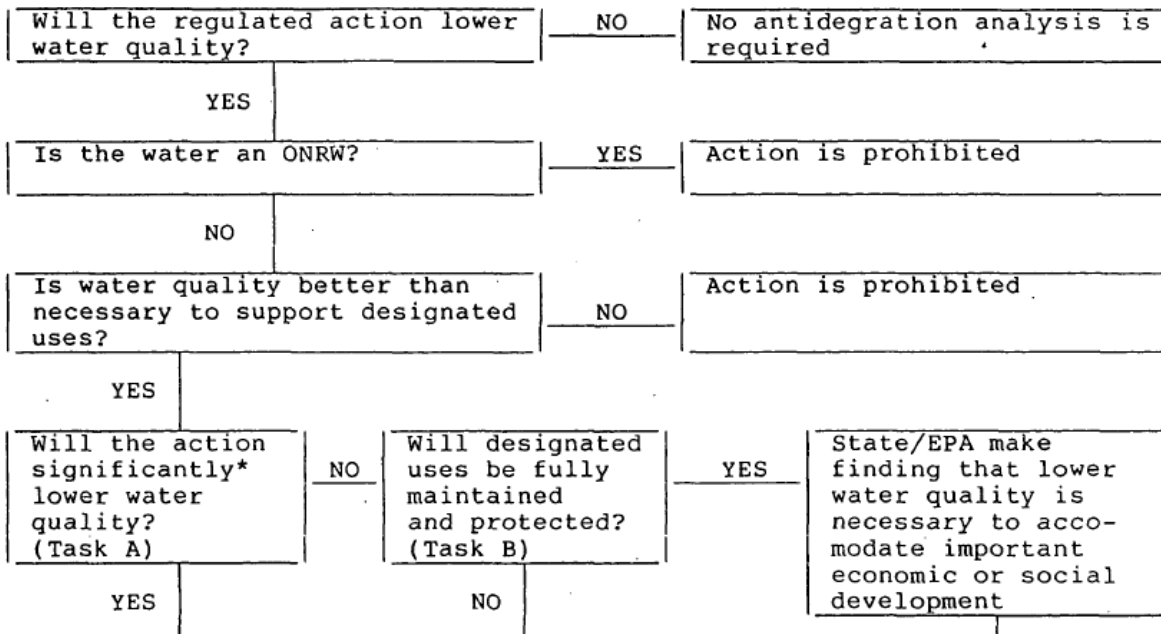 Will the regulated action lower
water quality?
NO
No antidegration analysis is
required
YES
Is the water an ONRW?
YES
Action is prohibited
NO
Is water quality better than
necessary to support designated
uses?
NO
Action is prohibited
YES
Will the action
significantly*
lower water
quality?
(Task A)
NO
Will designated
uses be fully
maintained
and protected?
(Task B)
YES
State/EPA make
finding that lower
water quality is
necessary to acco-
modate important
economic or social
development
YES
NO